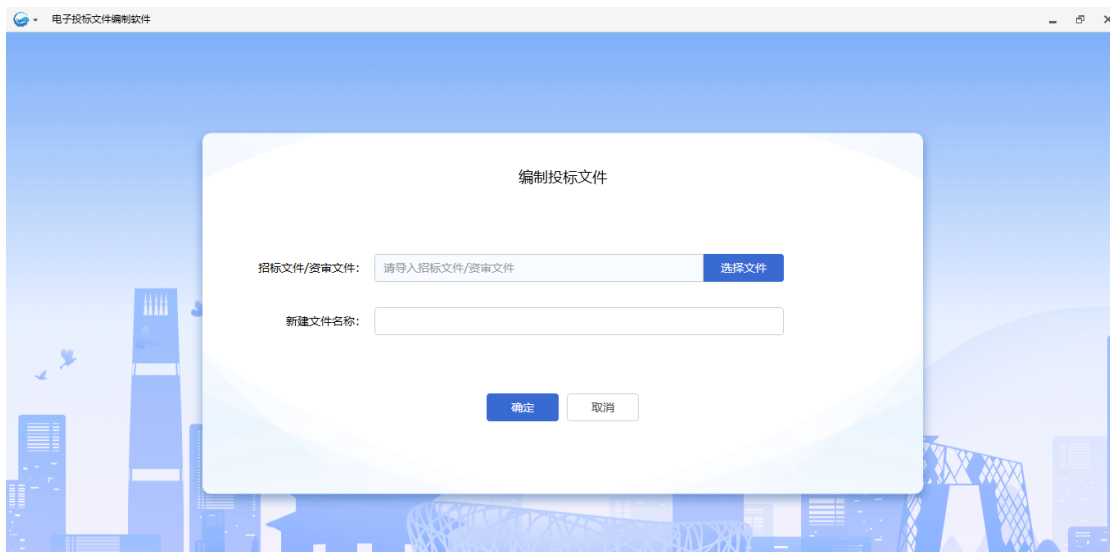 电子投标文件编制软件
编制投标文件
招标文件/资审文件： 请导入招标文件/资审文件 选择文件
新建文件名称：
确定 取消